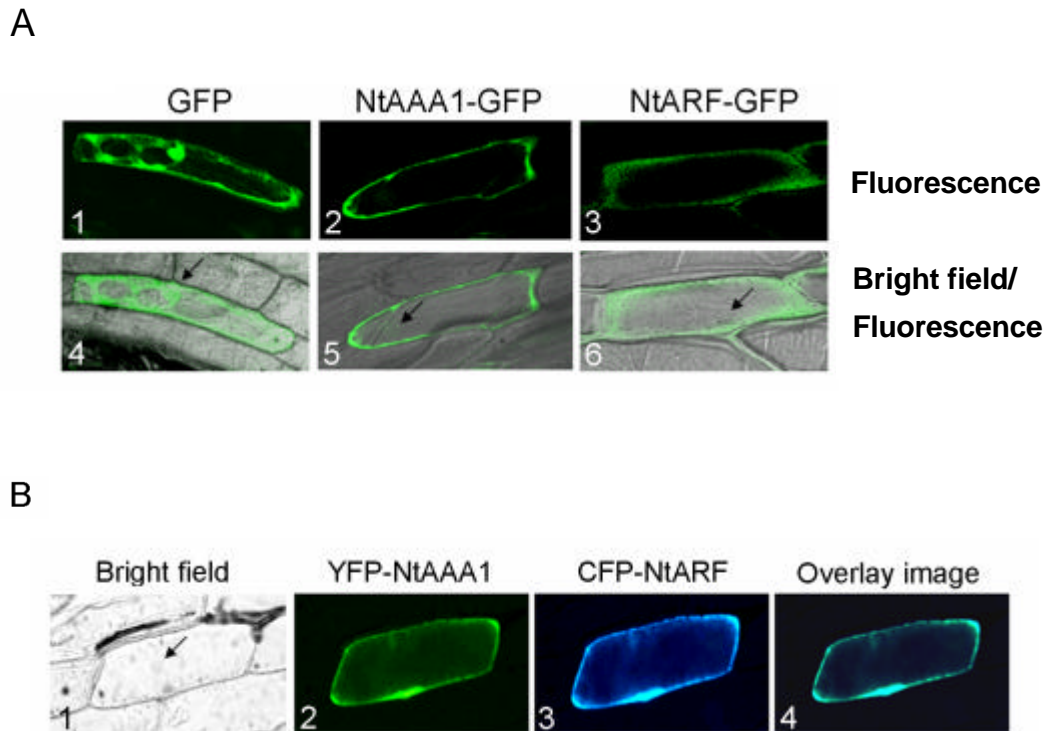 A
GFP NtAAA1-GFP NtARF-GFP
1 2 3 Fluorescence
4 5 6 Bright field/
Fluorescence
B
Bright field YFP-NtAAA1 CFP-NtARF Overlay image
1 2 3 4